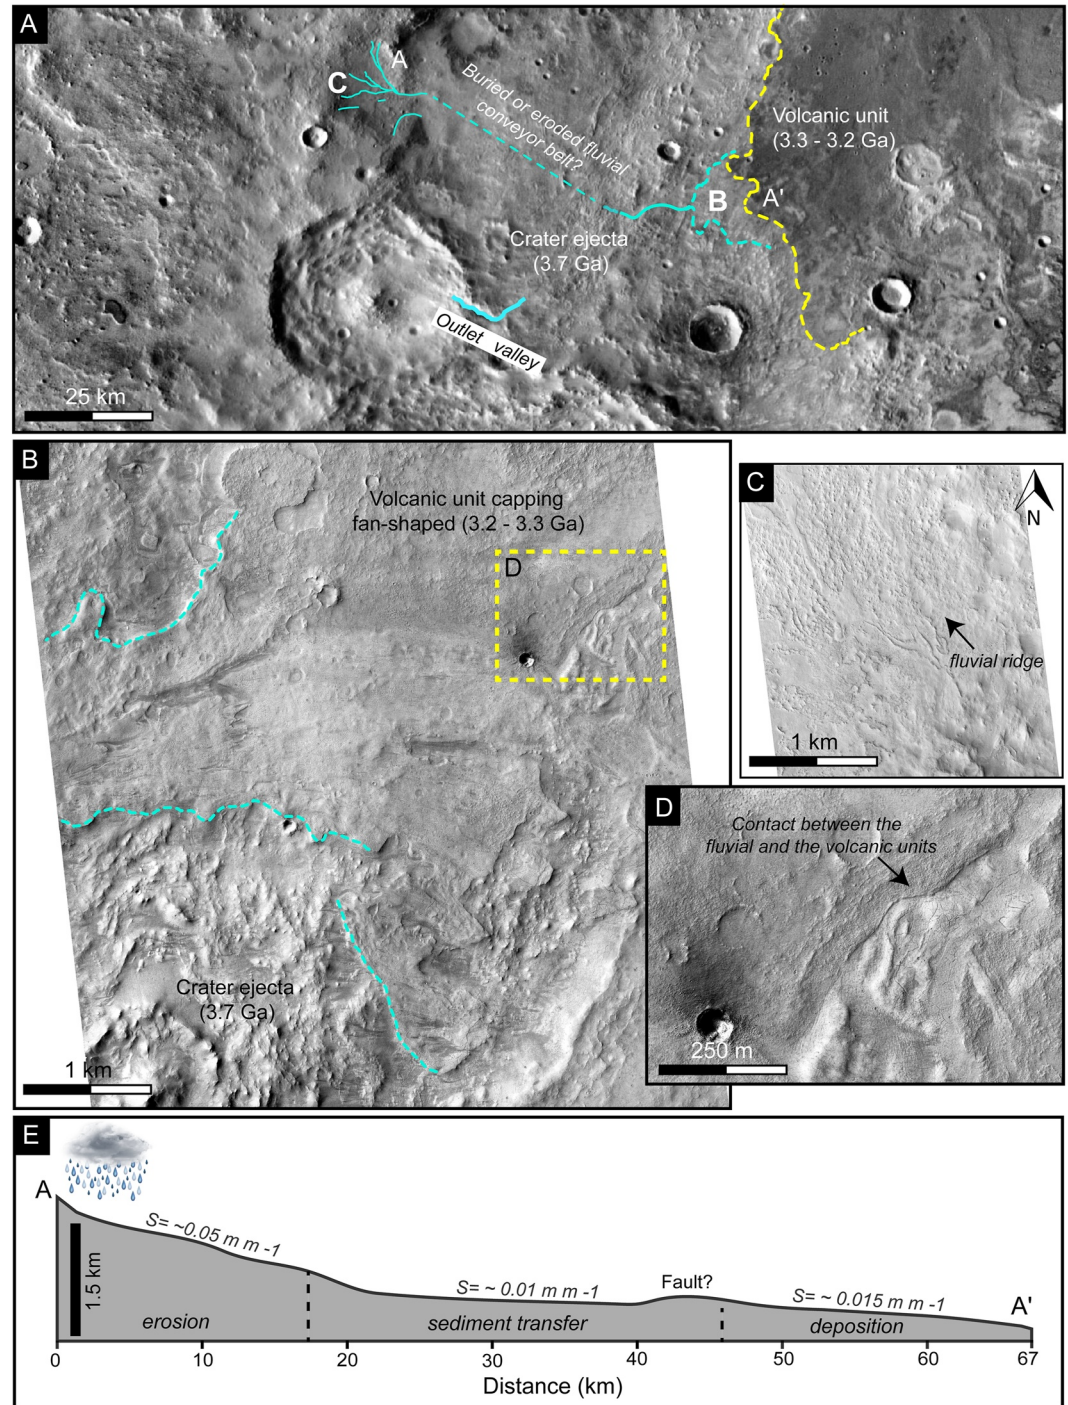 A
A
C
Buried or eroded fluvial
conveyor belt?
Volcanic unit
(3.3 - 3.2 Ga)
B
A'
Crater ejecta
(3.7 Ga)
Outlet valley
25 km
B
Volcanic unit capping
fan-shaped (3.2 - 3.3 Ga)
D
Crater ejecta
(3.7 Ga)
1 km
C
N
fluvial ridge
1 km
D
Contact between the
fluvial and the volcanic units
250 m
E
A
S= ~0.05 m m -1
1.5 km
S= ~ 0.01 m m -1
Fault?
S= ~ 0.015 m m -1
A'
erosion
sediment transfer
deposition
0 10 20 30 40 50 60 67
Distance (km)